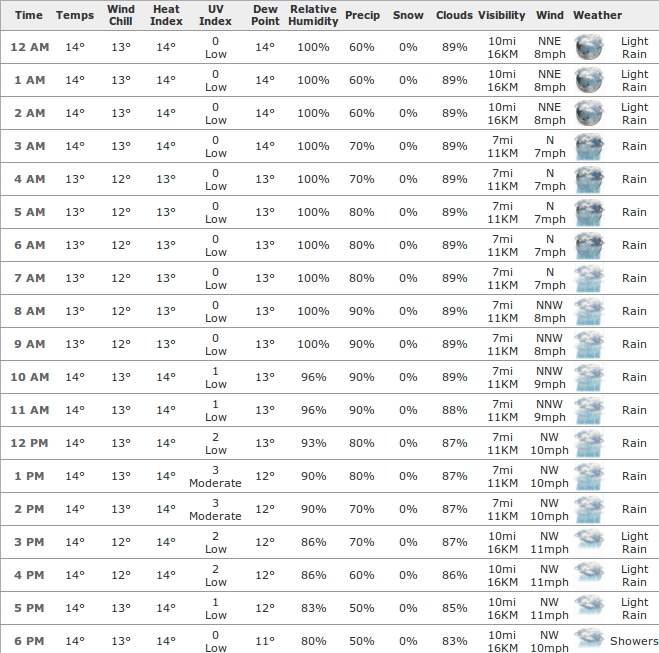 Time Temps Wind Chill Heat Index UV Index Dew Point Relative Humidity Precip Snow Clouds Visibility Wind Weather
12 AM 14° 13° 14° 0 Low 14° 100% 60% 0% 89% 10mi 16KM NNE 8mph Light Rain
1 AM 14° 13° 14° 0 Low 14° 100% 60% 0% 89% 10mi 16KM NNE 8mph Light Rain
2 AM 14° 13° 14° 0 Low 14° 100% 60% 0% 89% 10mi 16KM NNE 8mph Light Rain
3 AM 14° 13° 14° 0 Low 14° 100% 70% 0% 89% 7mi 11KM N 7mph Rain
4 AM 13° 12° 13° 0 Low 13° 100% 70% 0% 89% 7mi 11KM N 7mph Rain
5 AM 13° 12° 13° 0 Low 13° 100% 80% 0% 89% 7mi 11KM N 7mph Rain
6 AM 13° 12° 13° 0 Low 13° 100% 80% 0% 89% 7mi 11KM N 7mph Rain
7 AM 13° 12° 13° 0 Low 13° 100% 80% 0% 89% 7mi 11KM N 7mph Rain
8 AM 13° 12° 13° 0 Low 13° 100% 90% 0% 89% 7mi 11KM NNW 8mph Rain
9 AM 13° 12° 13° 0 Low 13° 100% 90% 0% 89% 7mi 11KM NNW 8mph Rain
10 AM 14° 13° 14° 1 Low 13° 96% 90% 0% 89% 7mi 11KM NNW 9mph Rain
11 AM 14° 13° 14° 1 Low 13° 96% 90% 0% 88% 7mi 11KM NNW 9mph Rain
12 PM 14° 13° 14° 2 Low 13° 93% 80% 0% 87% 7mi 11KM NW 10mph Rain
1 PM 14° 13° 14° 3 Moderate 12° 90% 80% 0% 87% 7mi 11KM NW 10mph Rain
2 PM 14° 13° 14° 3 Moderate 12° 90% 70% 0% 87% 7mi 11KM NW 10mph Rain
3 PM 14° 12° 14° 2 Low 12° 86% 70% 0% 87% 10mi 16KM NW 11mph Light Rain
4 PM 14° 12° 14° 2 Low 12° 86% 60% 0% 86% 10mi 16KM NW 11mph Light Rain
5 PM 14° 13° 14° 1 Low 12° 83% 50% 0% 85% 10mi 16KM NW 11mph Light Rain
6 PM 14° 13° 14° 0 Low 11° 80% 50% 0% 83% 10mi 16KM NW 10mph Showers